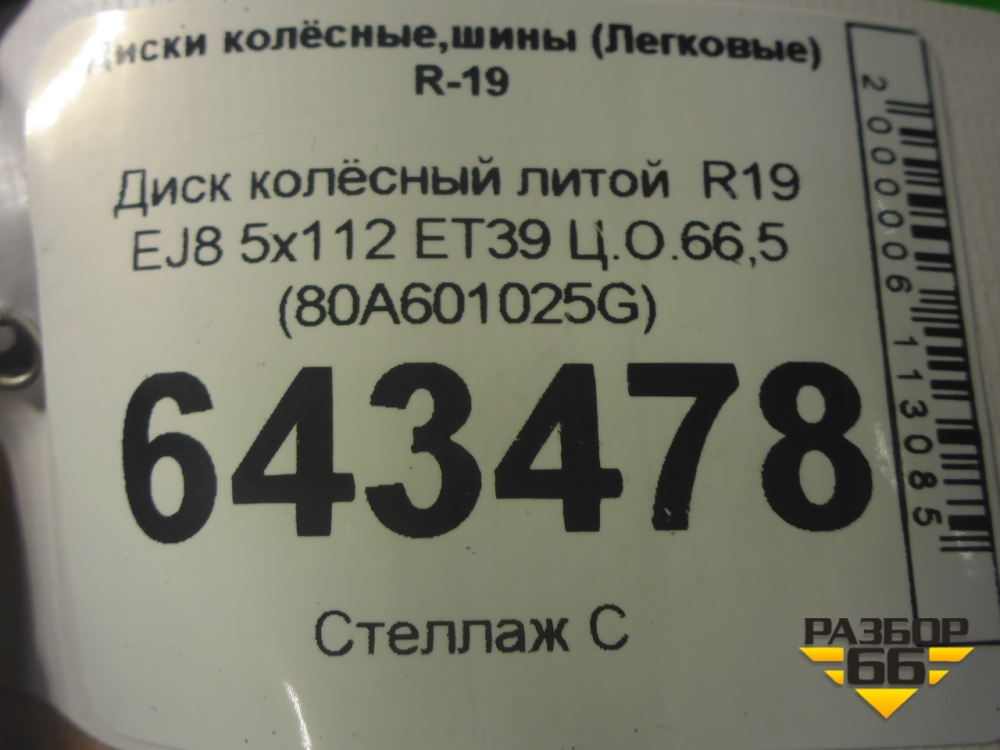 Диски колёсные,шины (Легковые)
R-19
Диск колёсный литой R19
EJ8 5x112 ET39 Ц.О.66,5
(80A601025G)
643478
Стеллаж С
2000006113085
РАЗБОР
66